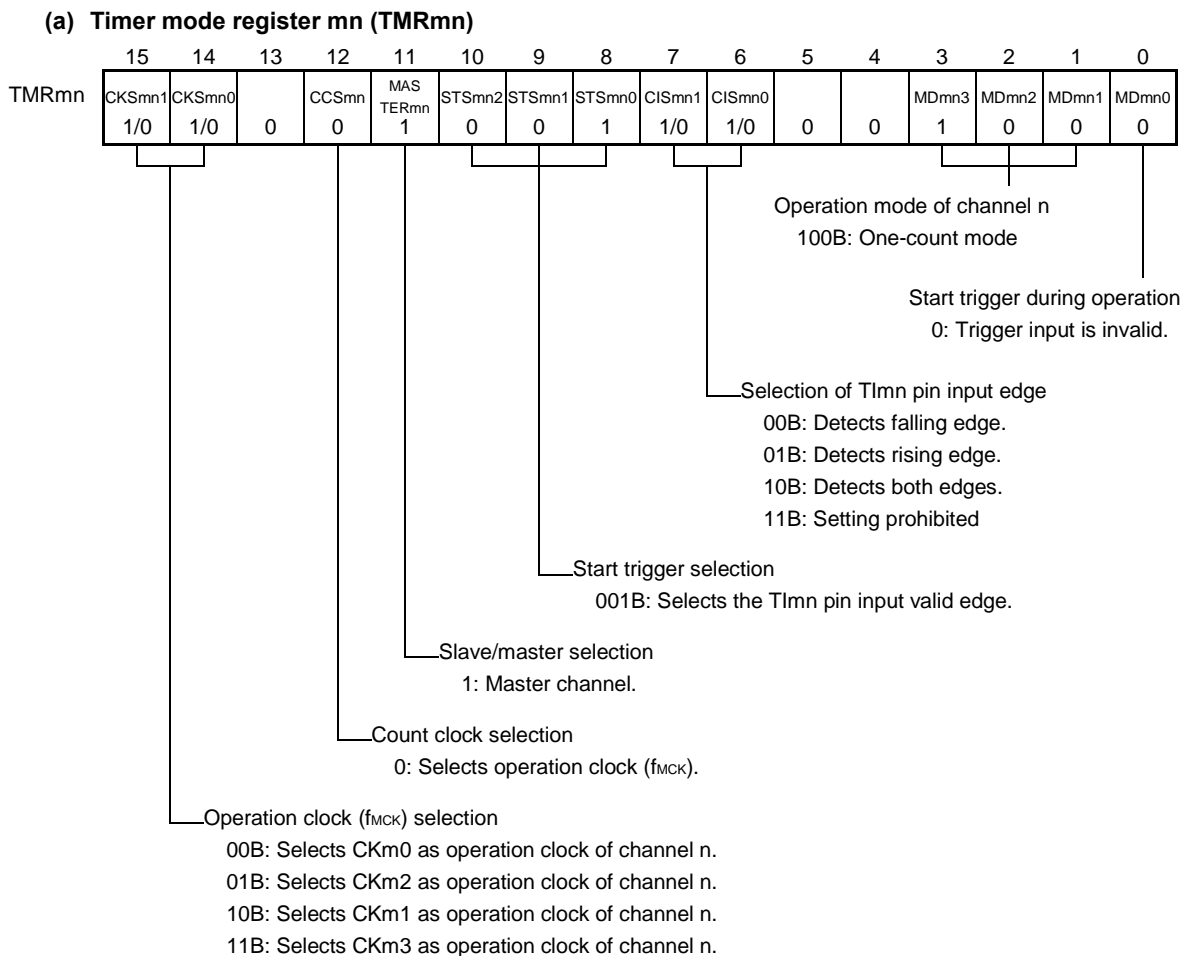 (a) Timer mode register mn (TMRmn)
15 14 13 12 11 10 9 8 7 6 5 4 3 2 1 0
TMRmn CKSmn1 CKSmn0 CCSmn MAS TERmn STSmn2 STSmn1 STSmn0 CISmn1 CISmn0 MDmn3 MDmn2 MDmn1 MDmn0
1/0 1/0 0 0 1 0 0 1 1/0 1/0 0 0 1 0 0 0
Operation mode of channel n
100B: One-count mode
Start trigger during operation
0: Trigger input is invalid.
Selection of TImn pin input edge
00B: Detects falling edge.
01B: Detects rising edge.
10B: Detects both edges.
11B: Setting prohibited
Start trigger selection
001B: Selects the TImn pin input valid edge.
Slave/master selection
1: Master channel.
Count clock selection
0: Selects operation clock (fMCK).
Operation clock (fMCK) selection
00B: Selects CKm0 as operation clock of channel n.
01B: Selects CKm2 as operation clock of channel n.
10B: Selects CKm1 as operation clock of channel n.
11B: Selects CKm3 as operation clock of channel n.